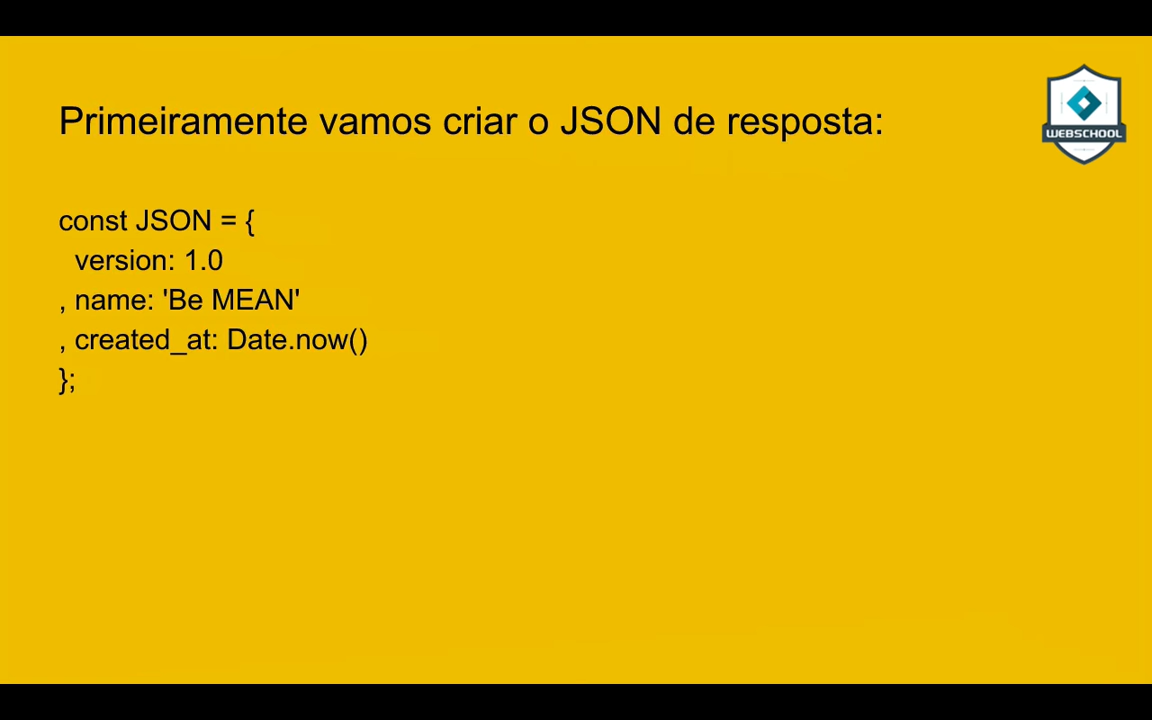 Primeiramente vamos criar o JSON de resposta:
WEBSCHOOL
const JSON = {
  version: 1.0
, name: 'Be MEAN'
, created_at: Date.now()
};